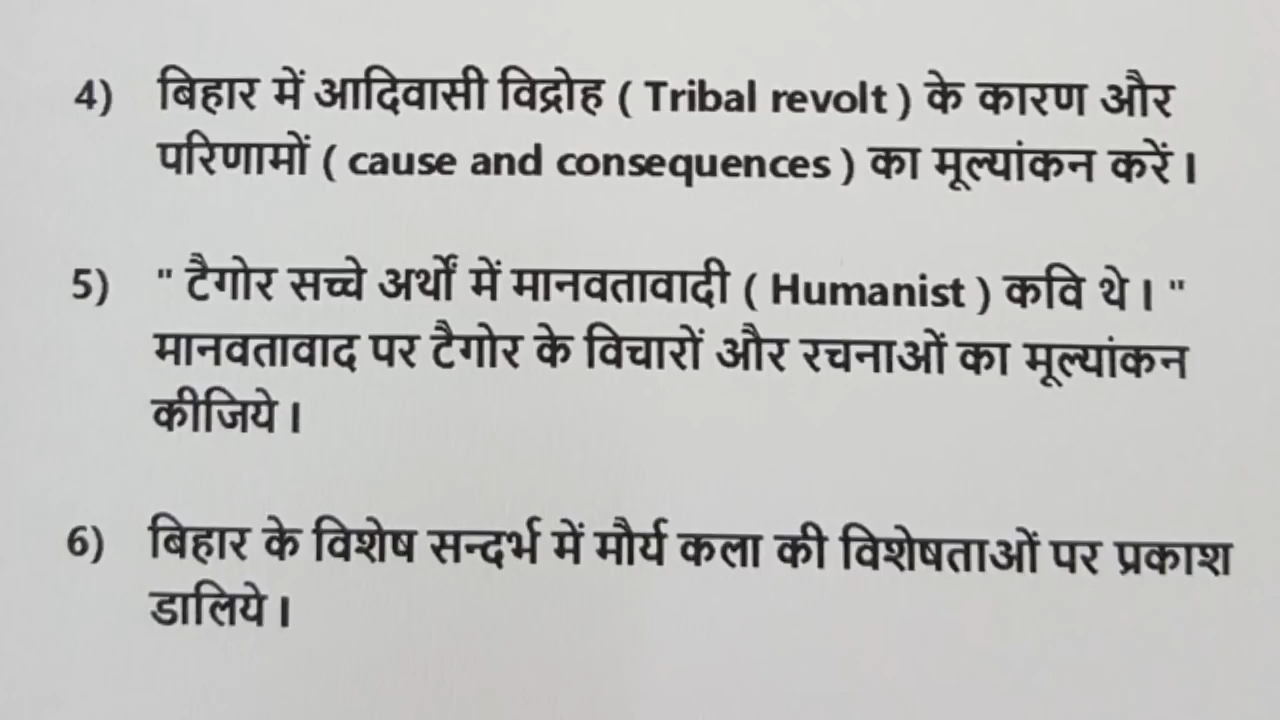 4) बिहार में आदिवासी विद्रोह ( Tribal revolt ) के कारण और
परिणामों ( cause and consequences ) का मूल्यांकन करें ।
5) " टैगोर सच्चे अर्थों में मानवतावादी ( Humanist ) कवि थे । "
मानवतावाद पर टैगोर के विचारों और रचनाओं का मूल्यांकन
कीजिये ।
6) बिहार के विशेष सन्दर्भ में मौर्य कला की विशेषताओं पर प्रकाश
डालिये ।